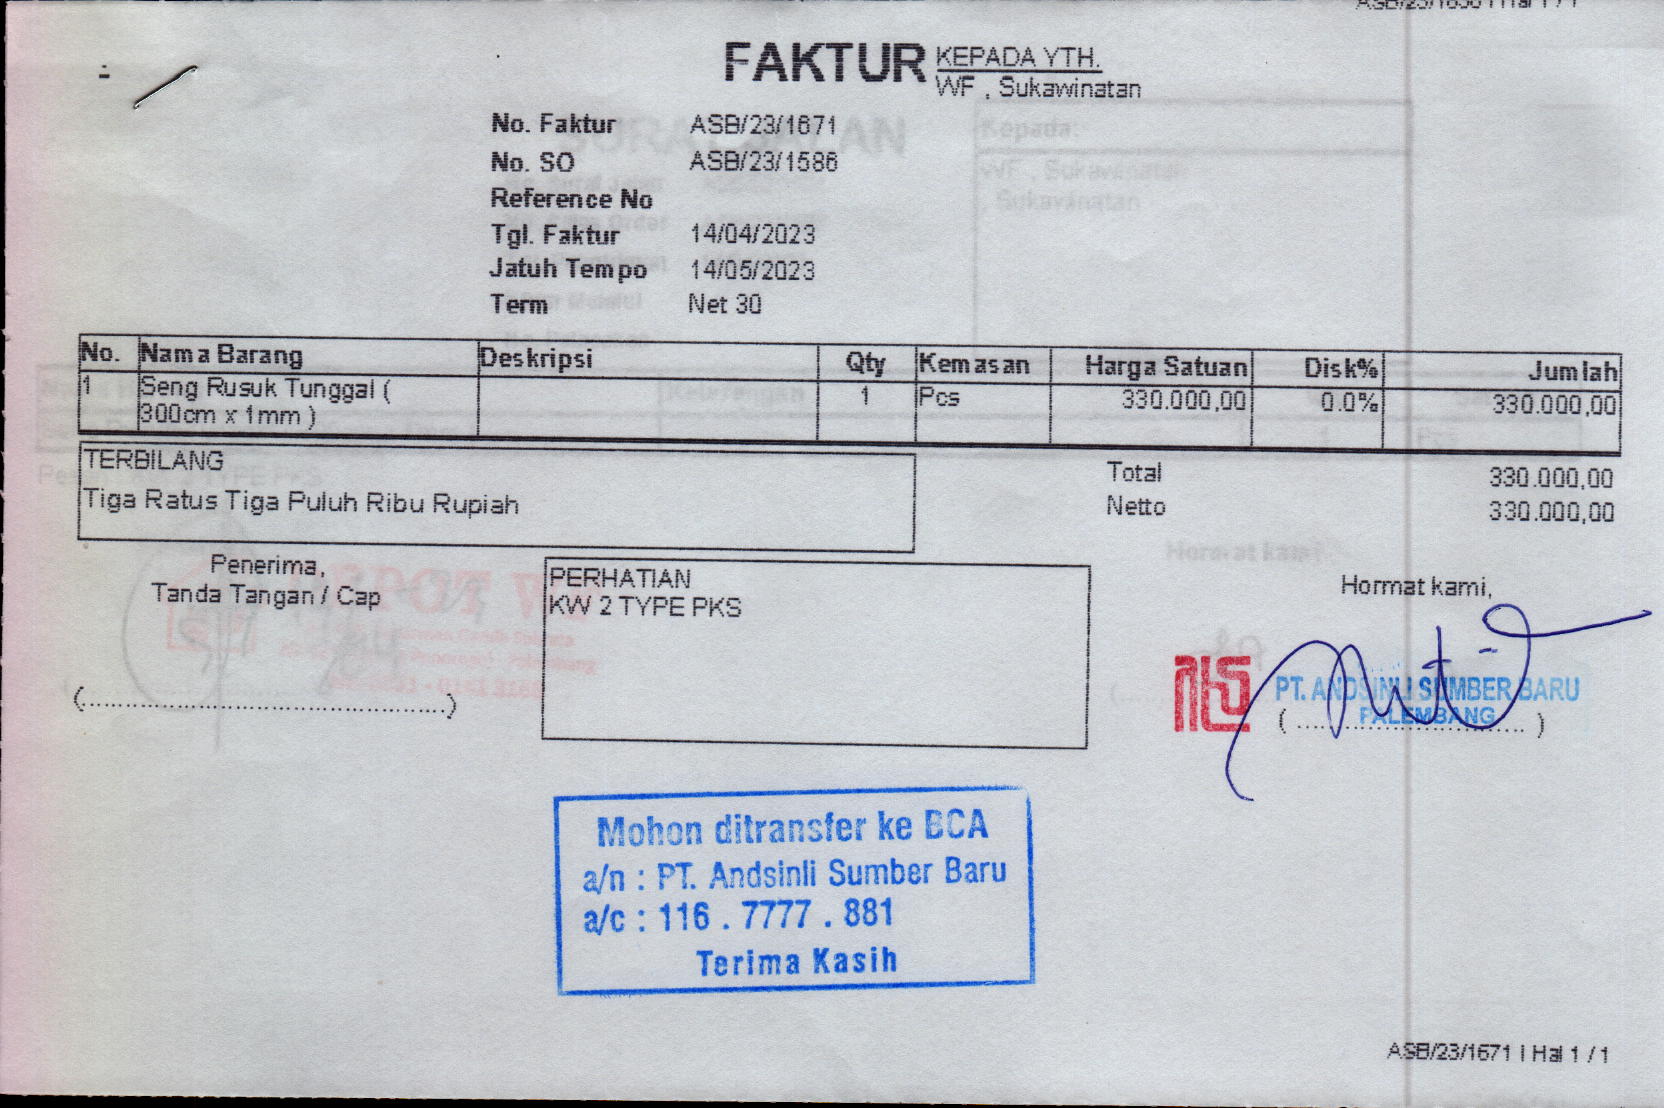 FAKTUR
KEPADA YTH.
WF , Sukawinatan
No. Faktur ASB/23/1671
No. SO ASB/23/1586
Reference No
Tgl. Faktur 14/04/2023
Jatuh Tempo 14/05/2023
Term Net 30
No. Nama Barang Deskripsi Qty Kemasan Harga Satuan Disk% Jumlah
1 Seng Rusuk Tunggal ( 1 Pcs 330.000,00 0.0% 330.000,00
300cm x 1mm )
TERBILANG
Tiga Ratus Tiga Puluh Ribu Rupiah
Total 330.000,00
Netto 330.000,00
Penerima,
Tanda Tangan / Cap
(................................................)
PERHATIAN
KW 2 TYPE PKS
Hormat kami,
PT. ANDSINLI SUMBER BARU
PALEMBANG
( .............................. )
Mohon ditransfer ke BCA
a/n : PT. Andsinli Sumber Baru
a/c : 116 . 7777 . 881
Terima Kasih
ASB/23/1671 | Hal 1 / 1